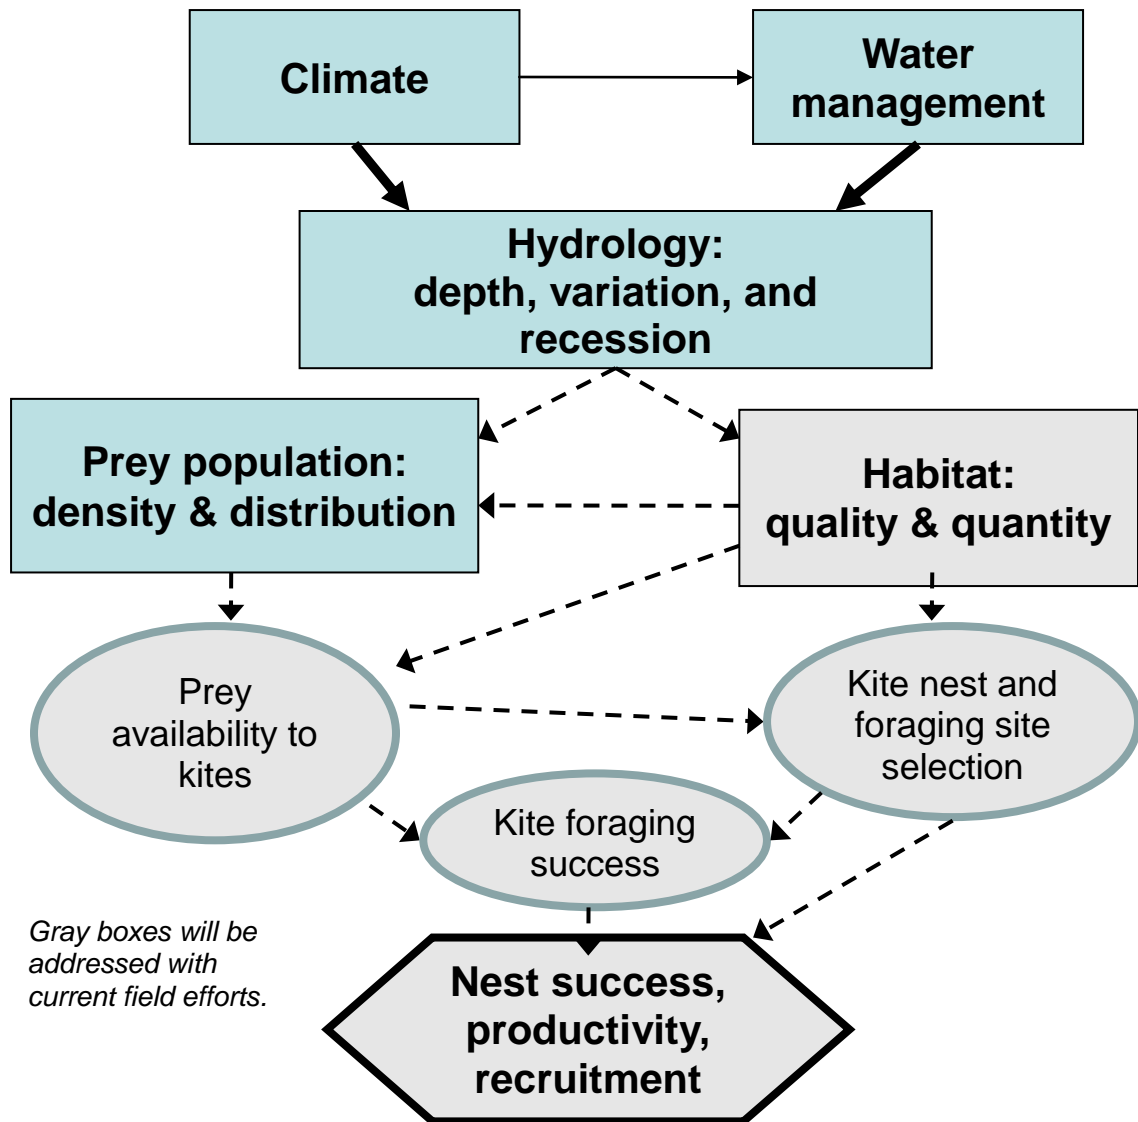 Climate
Water
management
Hydrology:
depth, variation, and
recession
Prey population:
density & distribution
Habitat:
quality & quantity
Prey
availability to
kites
Kite nest and
foraging site
selection
Kite foraging
success
Gray boxes will be
addressed with
current field efforts.
Nest success,
productivity,
recruitment